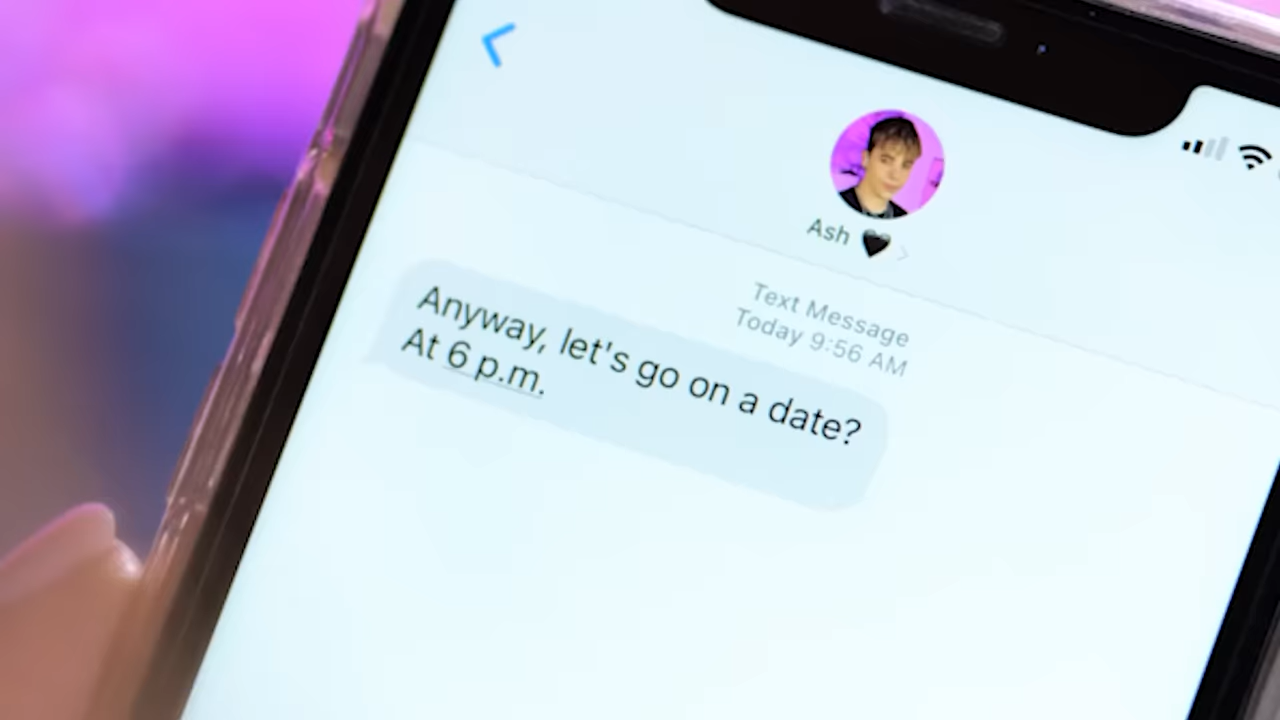 Ash 🖤
Text Message
Today 9:56 AM
Anyway, let's go on a date?
At 6 p.m.